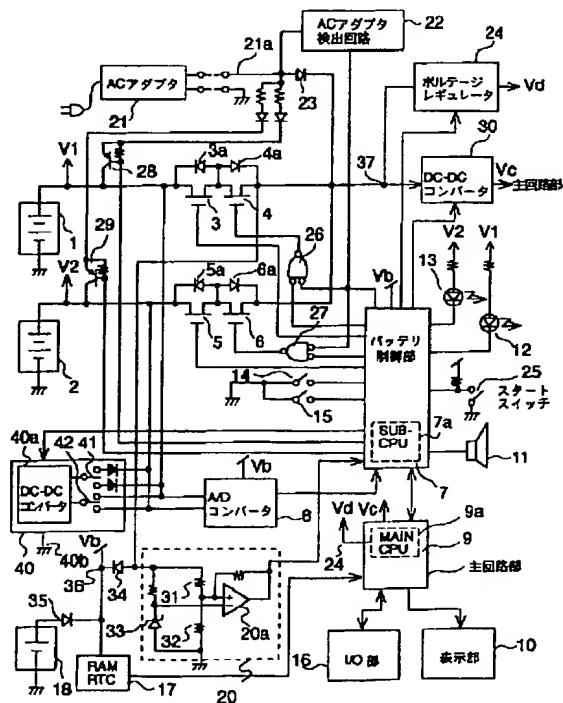 ACアダプタ
検出回路
22
21a
24
ACアダプタ
21
23
ボルテージ
レギュレータ
Vd
30
V1
28
3a
4a
37
DC-DC
コンバータ
Vc
主回路部
3
4
26
V2
V1
1
29
V2
5a
6a
Vb
13
27
5
6
バッテリ
制御部
12
2
14
15
25
スタート
スイッチ
40a
42
41
SUB-
CPU
7a
11
DC-DC
コンバータ
Vb
A/D
コンバータ
8
7
40
40b
Vb
Vd
Vc
9a
MAIN
CPU
9
24
36
34
31
20a
主回路部
35
33
32
18
RAM
RTC
17
20
16
I/O部
表示部
10